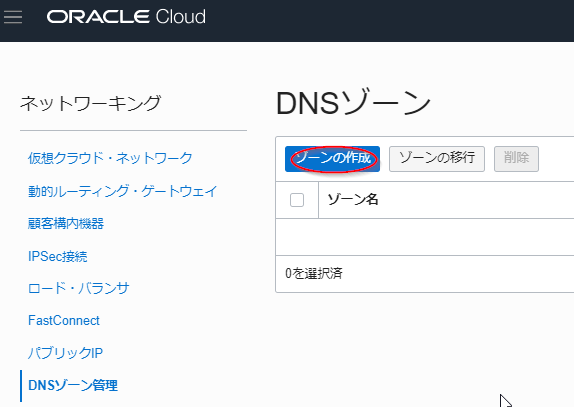 ORACLE Cloud
ネットワーキング
仮想クラウド・ネットワーク
動的ルーティング・ゲートウェイ
顧客構内機器
IPSec接続
ロード・バランサ
FastConnect
パブリックIP
DNSゾーン管理
DNSゾーン
ゾーンの作成 ゾーンの移行 削除
ゾーン名
0を選択済